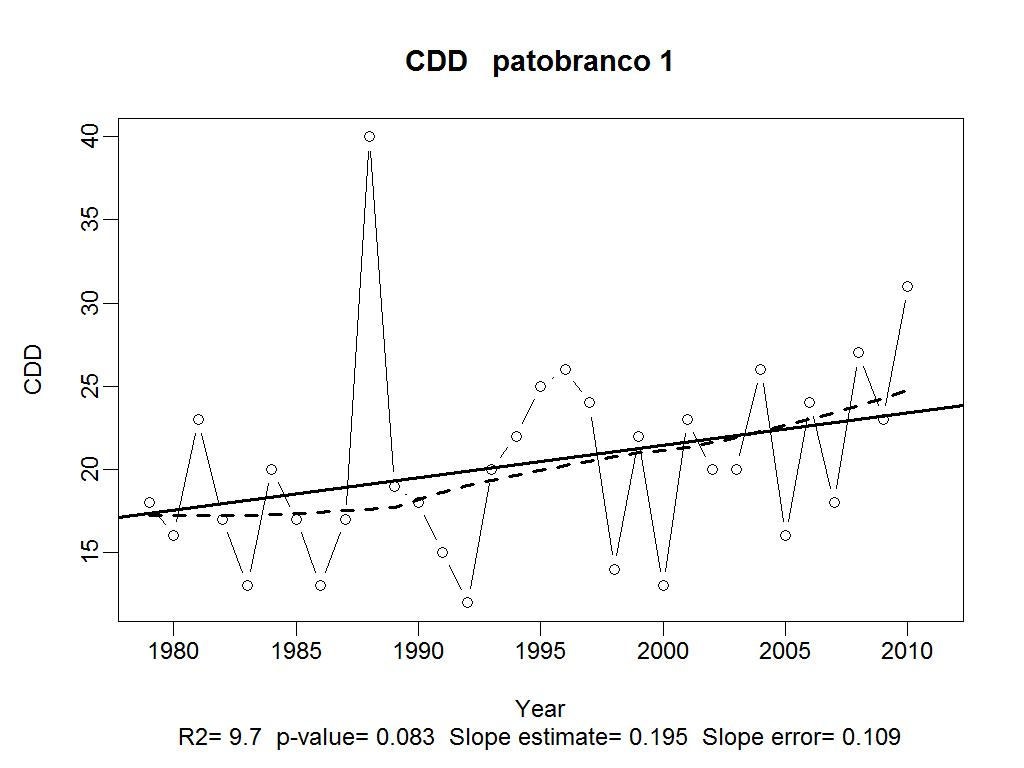 CDD patobranco 1
40
35
30
25
20
15
CDD
1980 1985 1990 1995 2000 2005 2010
Year
R2= 9.7 p-value= 0.083 Slope estimate= 0.195 Slope error= 0.109